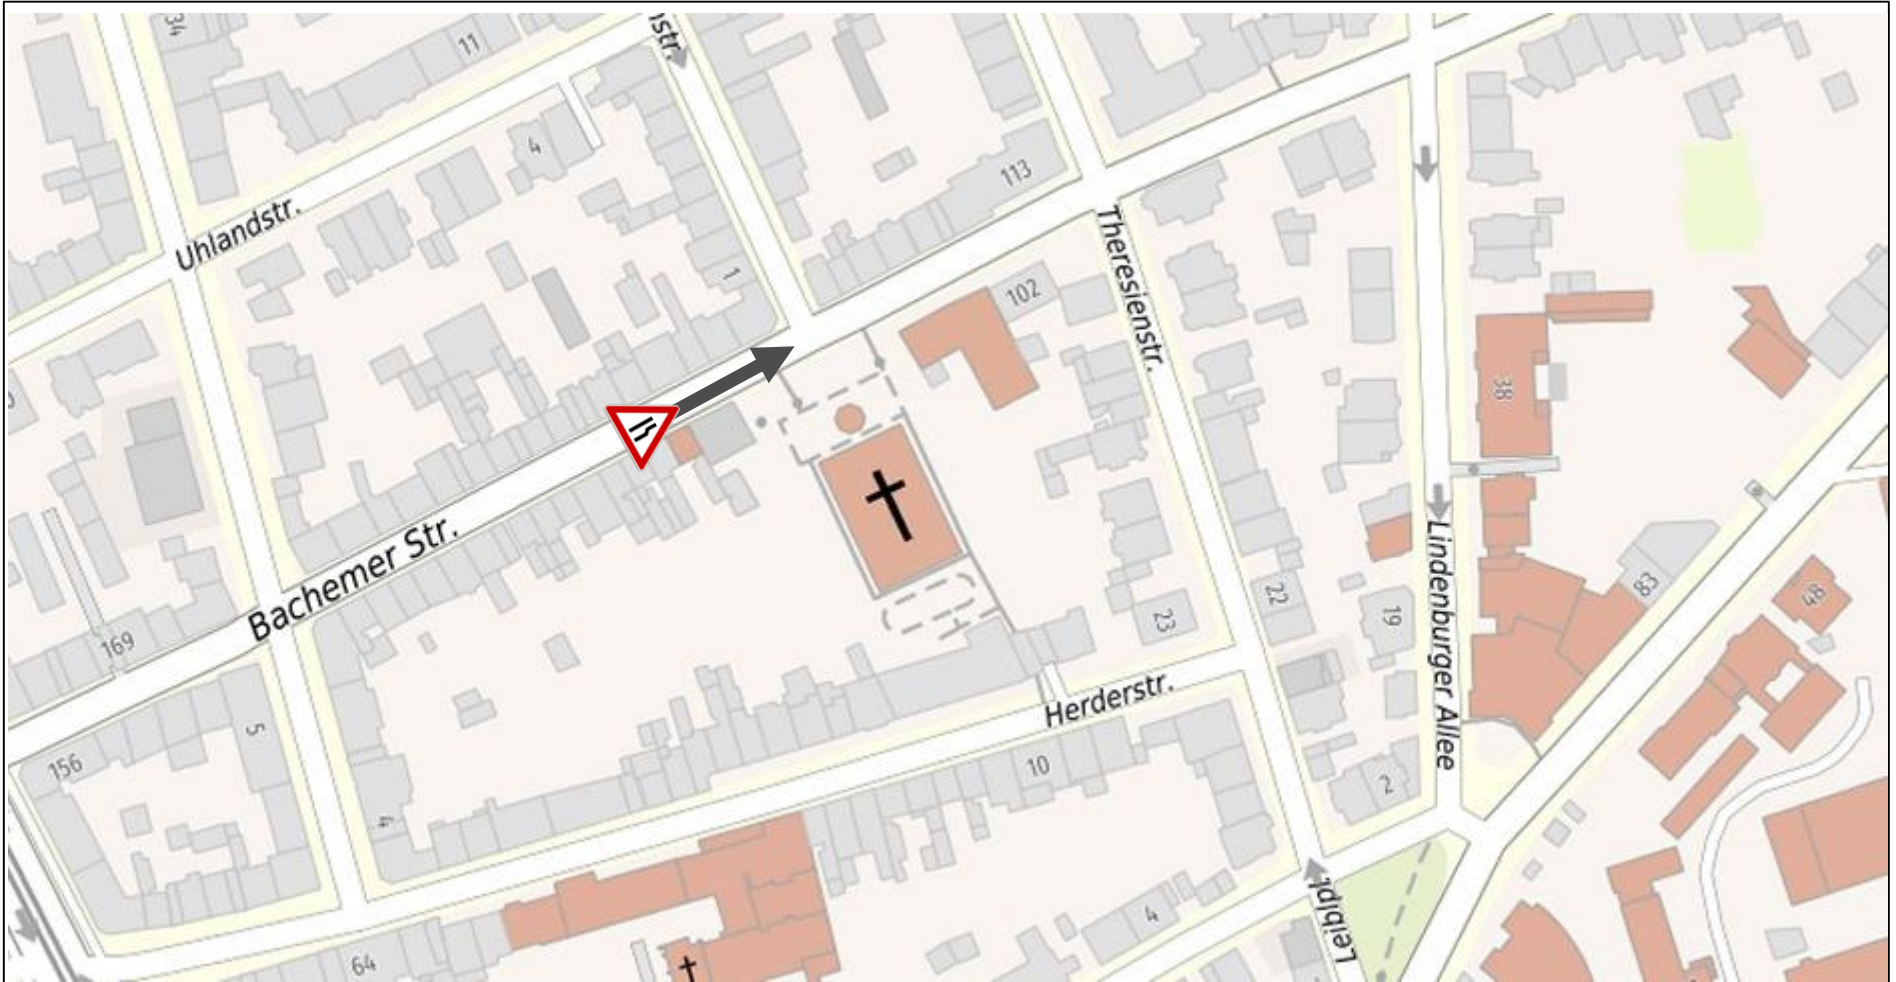 34
11
str.
4
113
Uhlandstr.
1
Theresienstr.
102
38
Bachemer Str.
169
Lindenburger Allee
22
23
19
83
48
5
156
Herderstr.
10
2
4
4
Leiblpl.
64